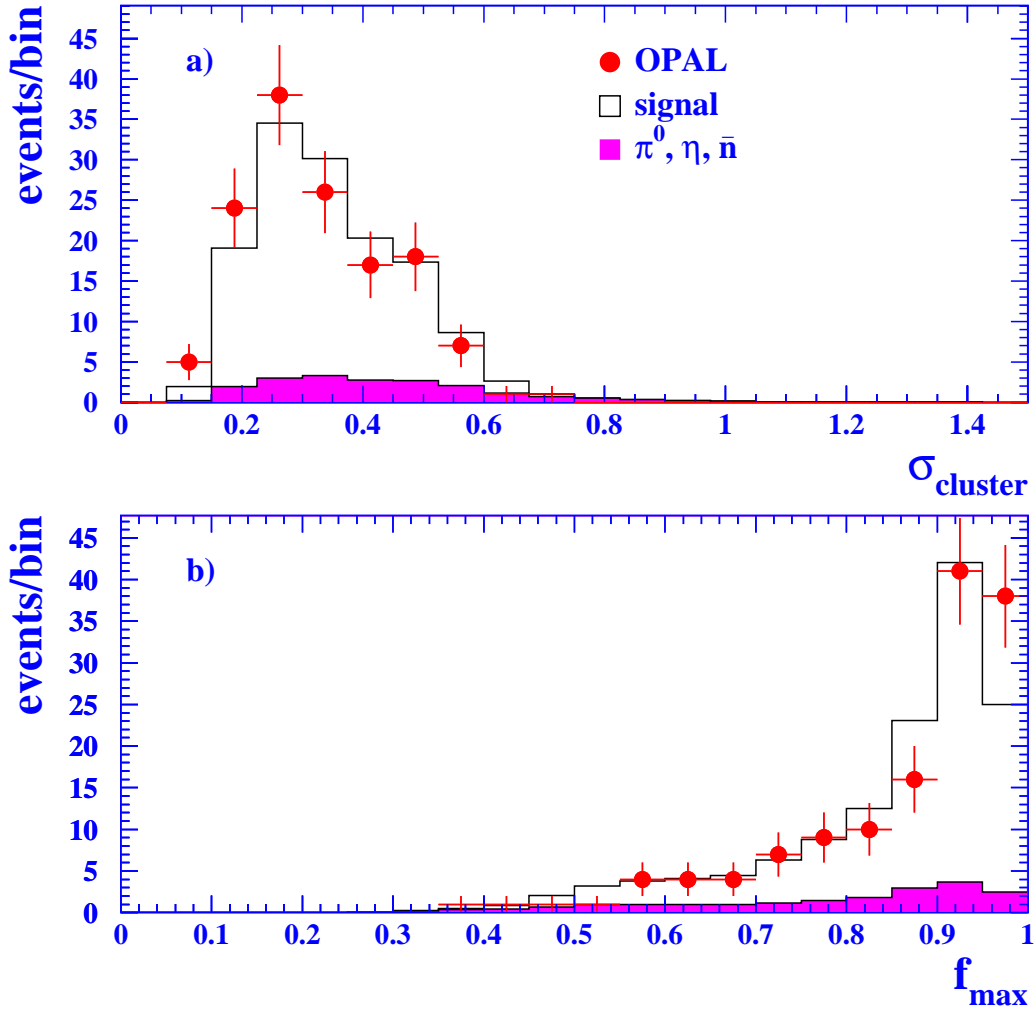 events/bin
a)
OPAL
signal
π⁰, η, n̄
45
40
35
30
25
20
15
10
5
0
0 0.2 0.4 0.6 0.8 1 1.2 1.4
σcluster
events/bin
b)
45
40
35
30
25
20
15
10
5
0
0 0.1 0.2 0.3 0.4 0.5 0.6 0.7 0.8 0.9 1
fmax